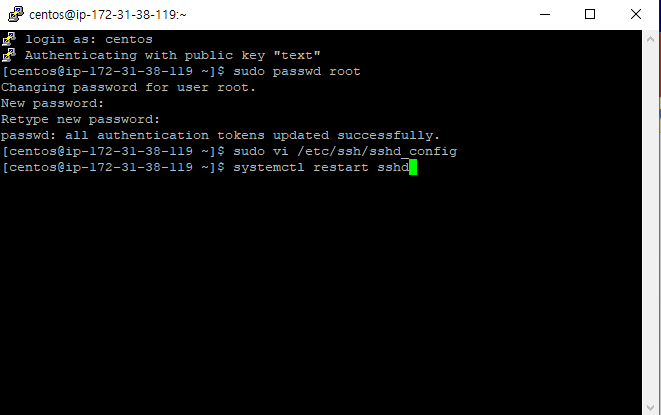 centos@ip-172-31-38-119:~
login as: centos
Authenticating with public key "text"
[centos@ip-172-31-38-119 ~]$ sudo passwd root
Changing password for user root.
New password:
Retype new password:
passwd: all authentication tokens updated successfully.
[centos@ip-172-31-38-119 ~]$ sudo vi /etc/ssh/sshd_config
[centos@ip-172-31-38-119 ~]$ systemctl restart sshd